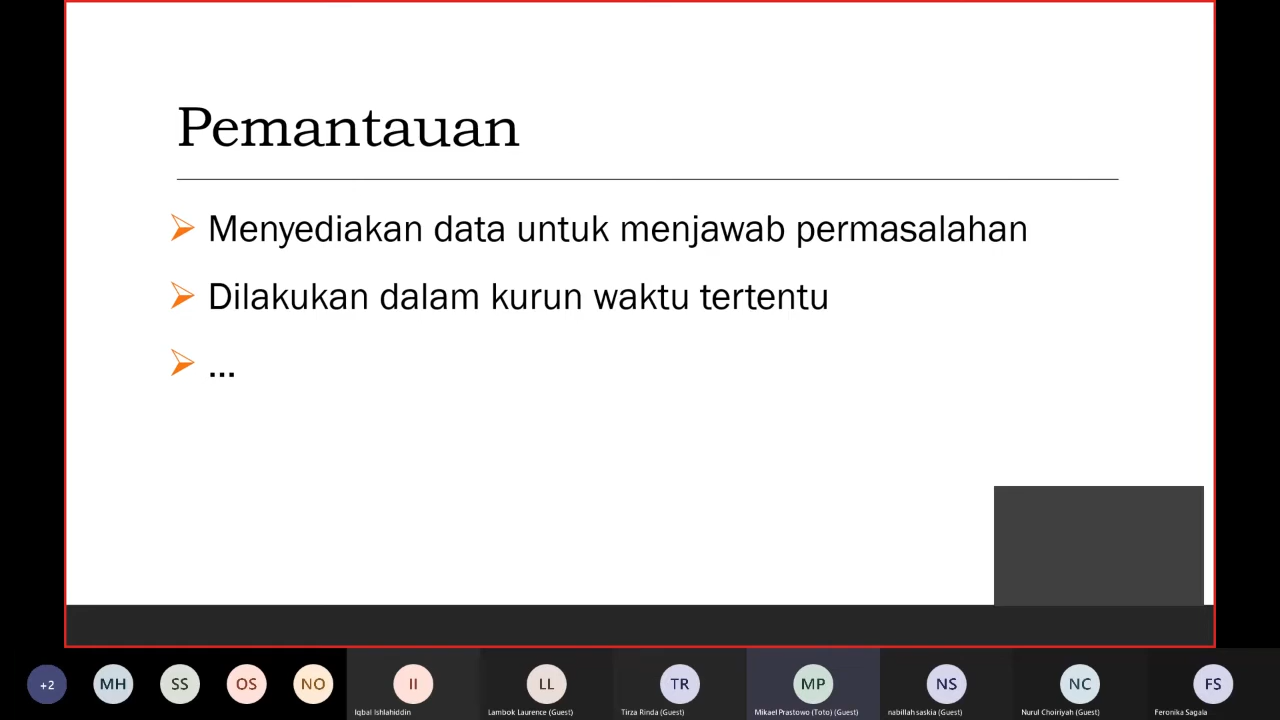 Pemantauan
Menyediakan data untuk menjawab permasalahan
Dilakukan dalam kurun waktu tertentu
...
+2
MH
SS
OS
NO
II
LL
TR
MP
NS
NC
FS
Iqbal Ishlahiddin
Lambok Laurence (Guest)
Tirza Rinda (Guest)
Mikael Prastowo (Toto) (Guest)
nabillah saskia (Guest)
Nurul Choiriyah (Guest)
Feronika Sagala